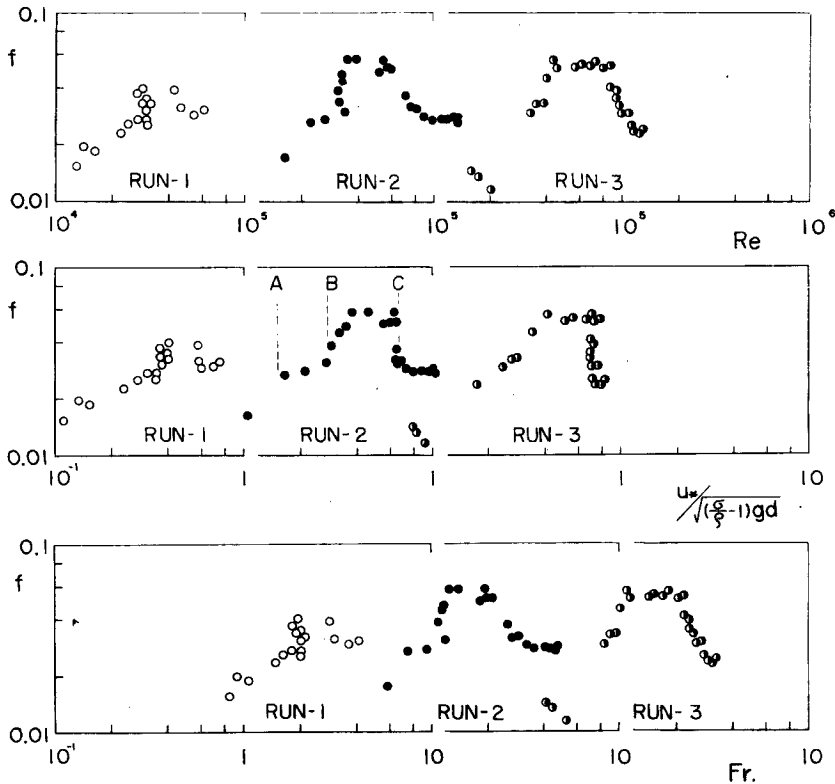 0.1
f
RUN-1 RUN-2 RUN-3
0.01
10⁴ 10⁵ 10⁵ 10⁵ 10⁶
Re
0.1
A B C
f
RUN-1 RUN-2 RUN-3
0.01
10⁻¹ 1 1 1 10
u*/√((σ/ρ -1)gd)
0.1
f
RUN-1 RUN-2 RUN-3
0.01
10⁻¹ 1 10 10 10
Fr.